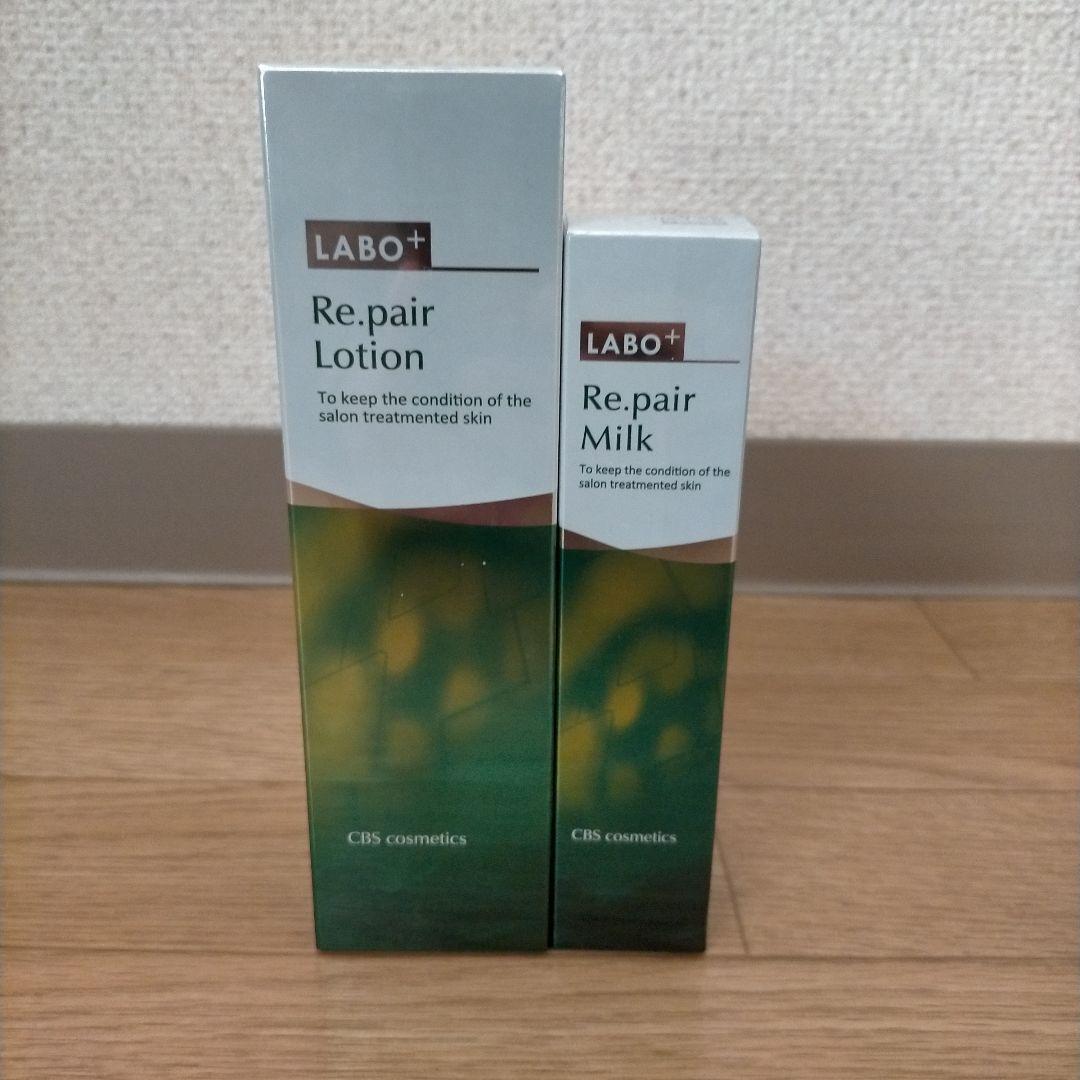 LABO+
Re.pair
Lotion
To keep the condition of the
salon treatmented skin
CBS cosmetics
LABO+
Re.pair
Milk
To keep the condition of the
salon treatmented skin
CBS cosmetics